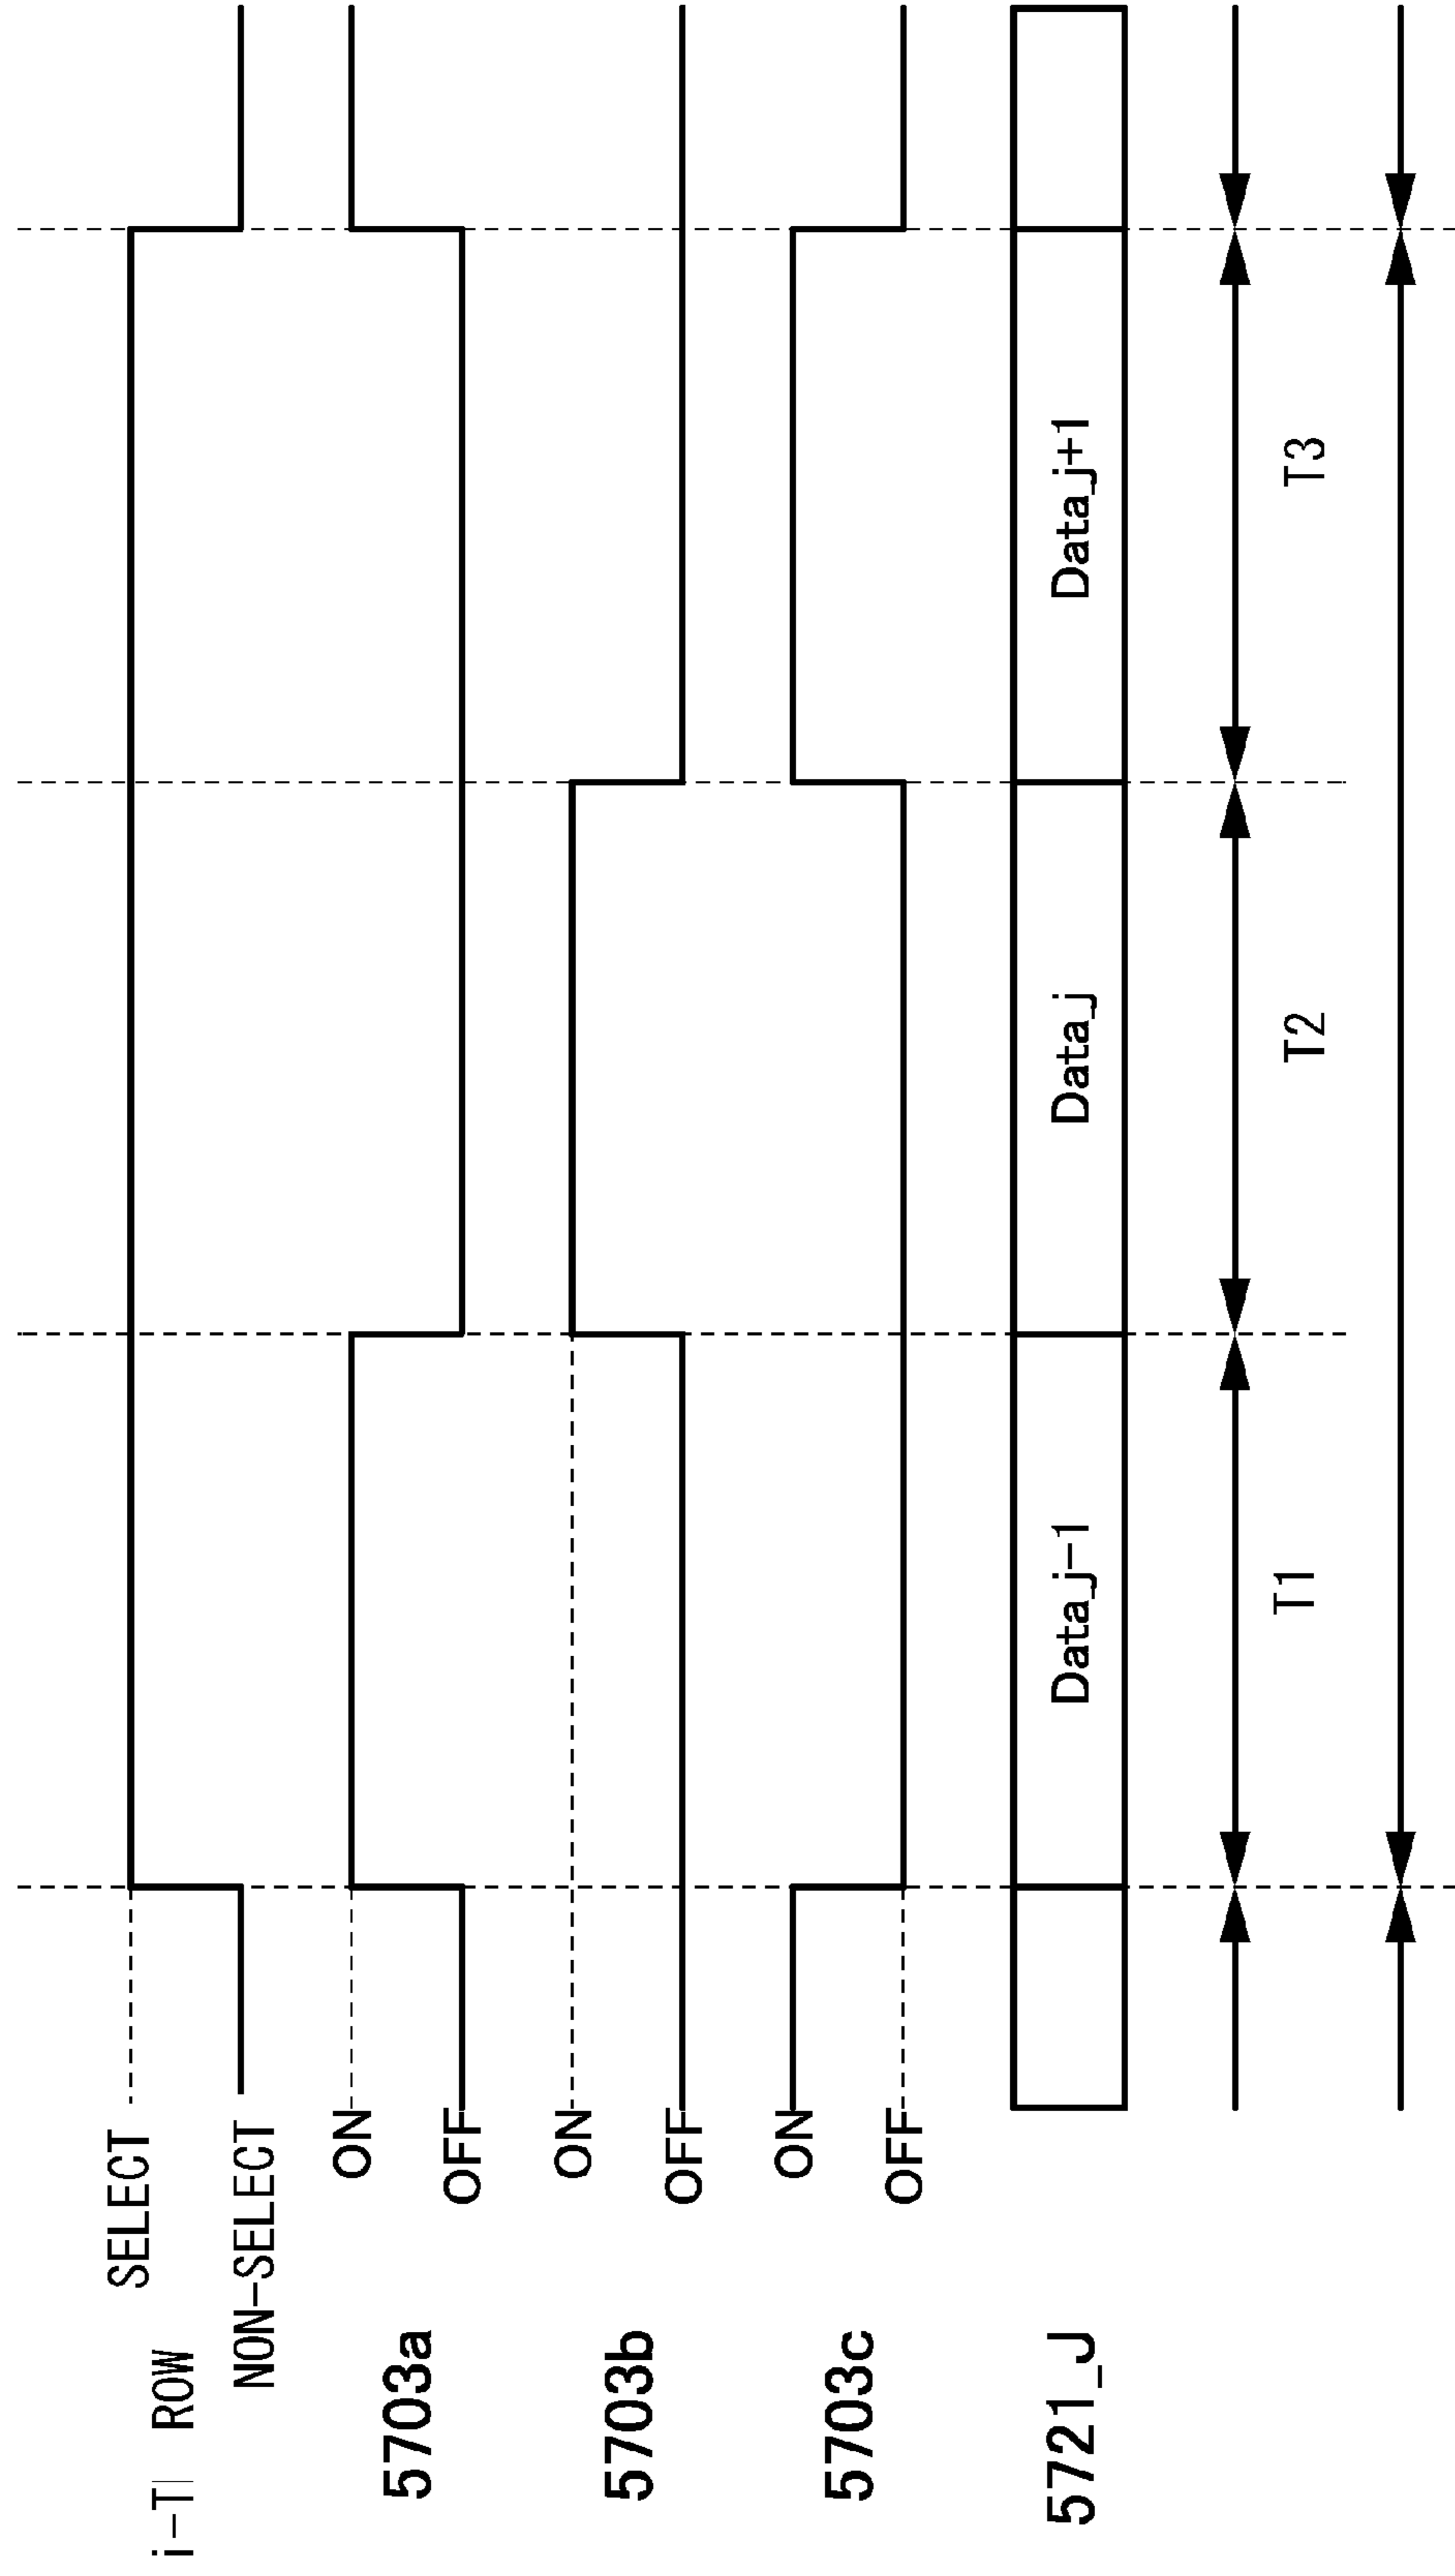 SELECT
i-T ROW
NON-SELECT
ON
5703a
OFF
ON
5703b
OFF
ON
5703c
OFF
5721_J Data_j-1 Data_j Data_j+1
T1 T2 T3